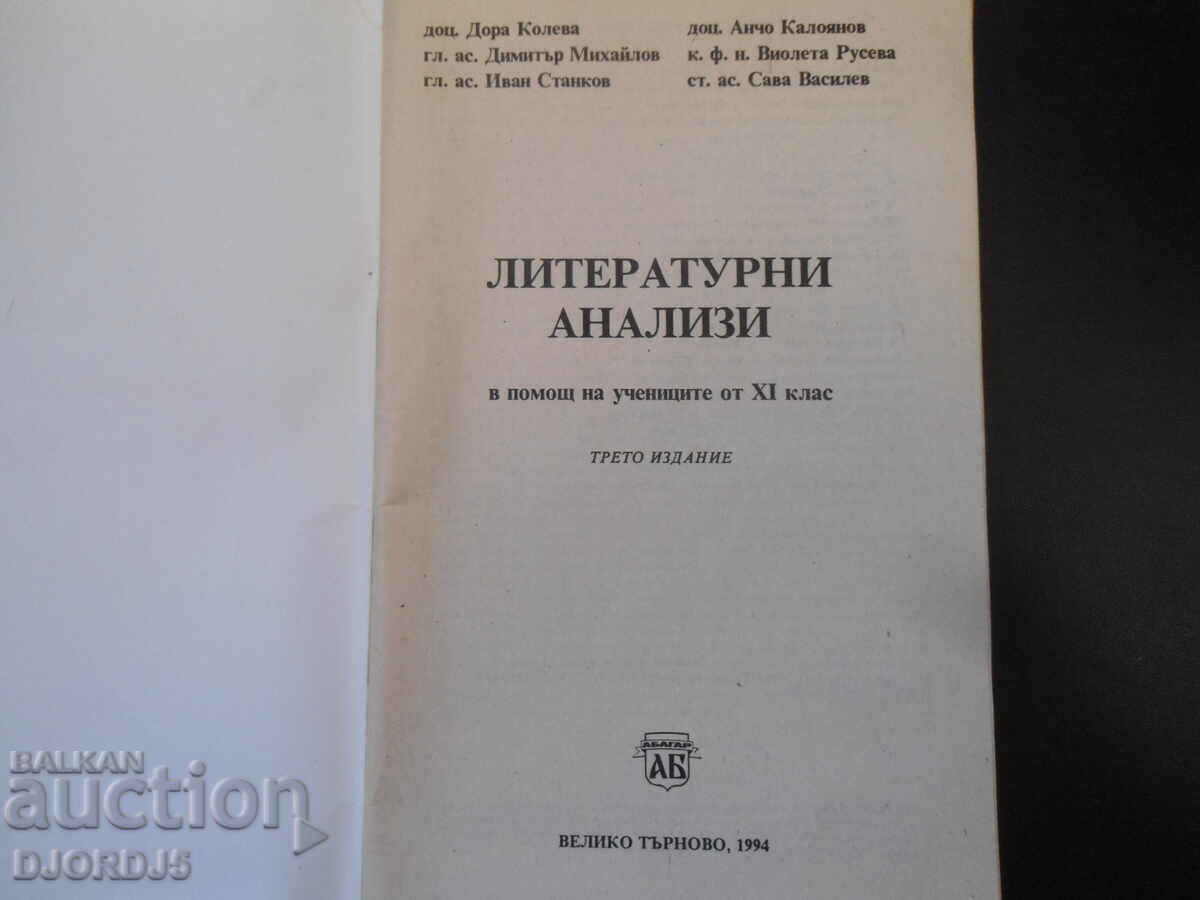 доц. Дора Колева
гл. ас. Димитър Михайлов
гл. ас. Иван Станков
доц. Анчо Калоянов
к. ф. н. Виолета Русева
ст. ас. Сава Василев
ЛИТЕРАТУРНИ
АНАЛИЗИ
в помощ на учениците от XI клас
ТРЕТО ИЗДАНИЕ
АБАГАР
АБ
ВЕЛИКО ТЪРНОВО, 1994
BALKAN
auction
DJORDJ5